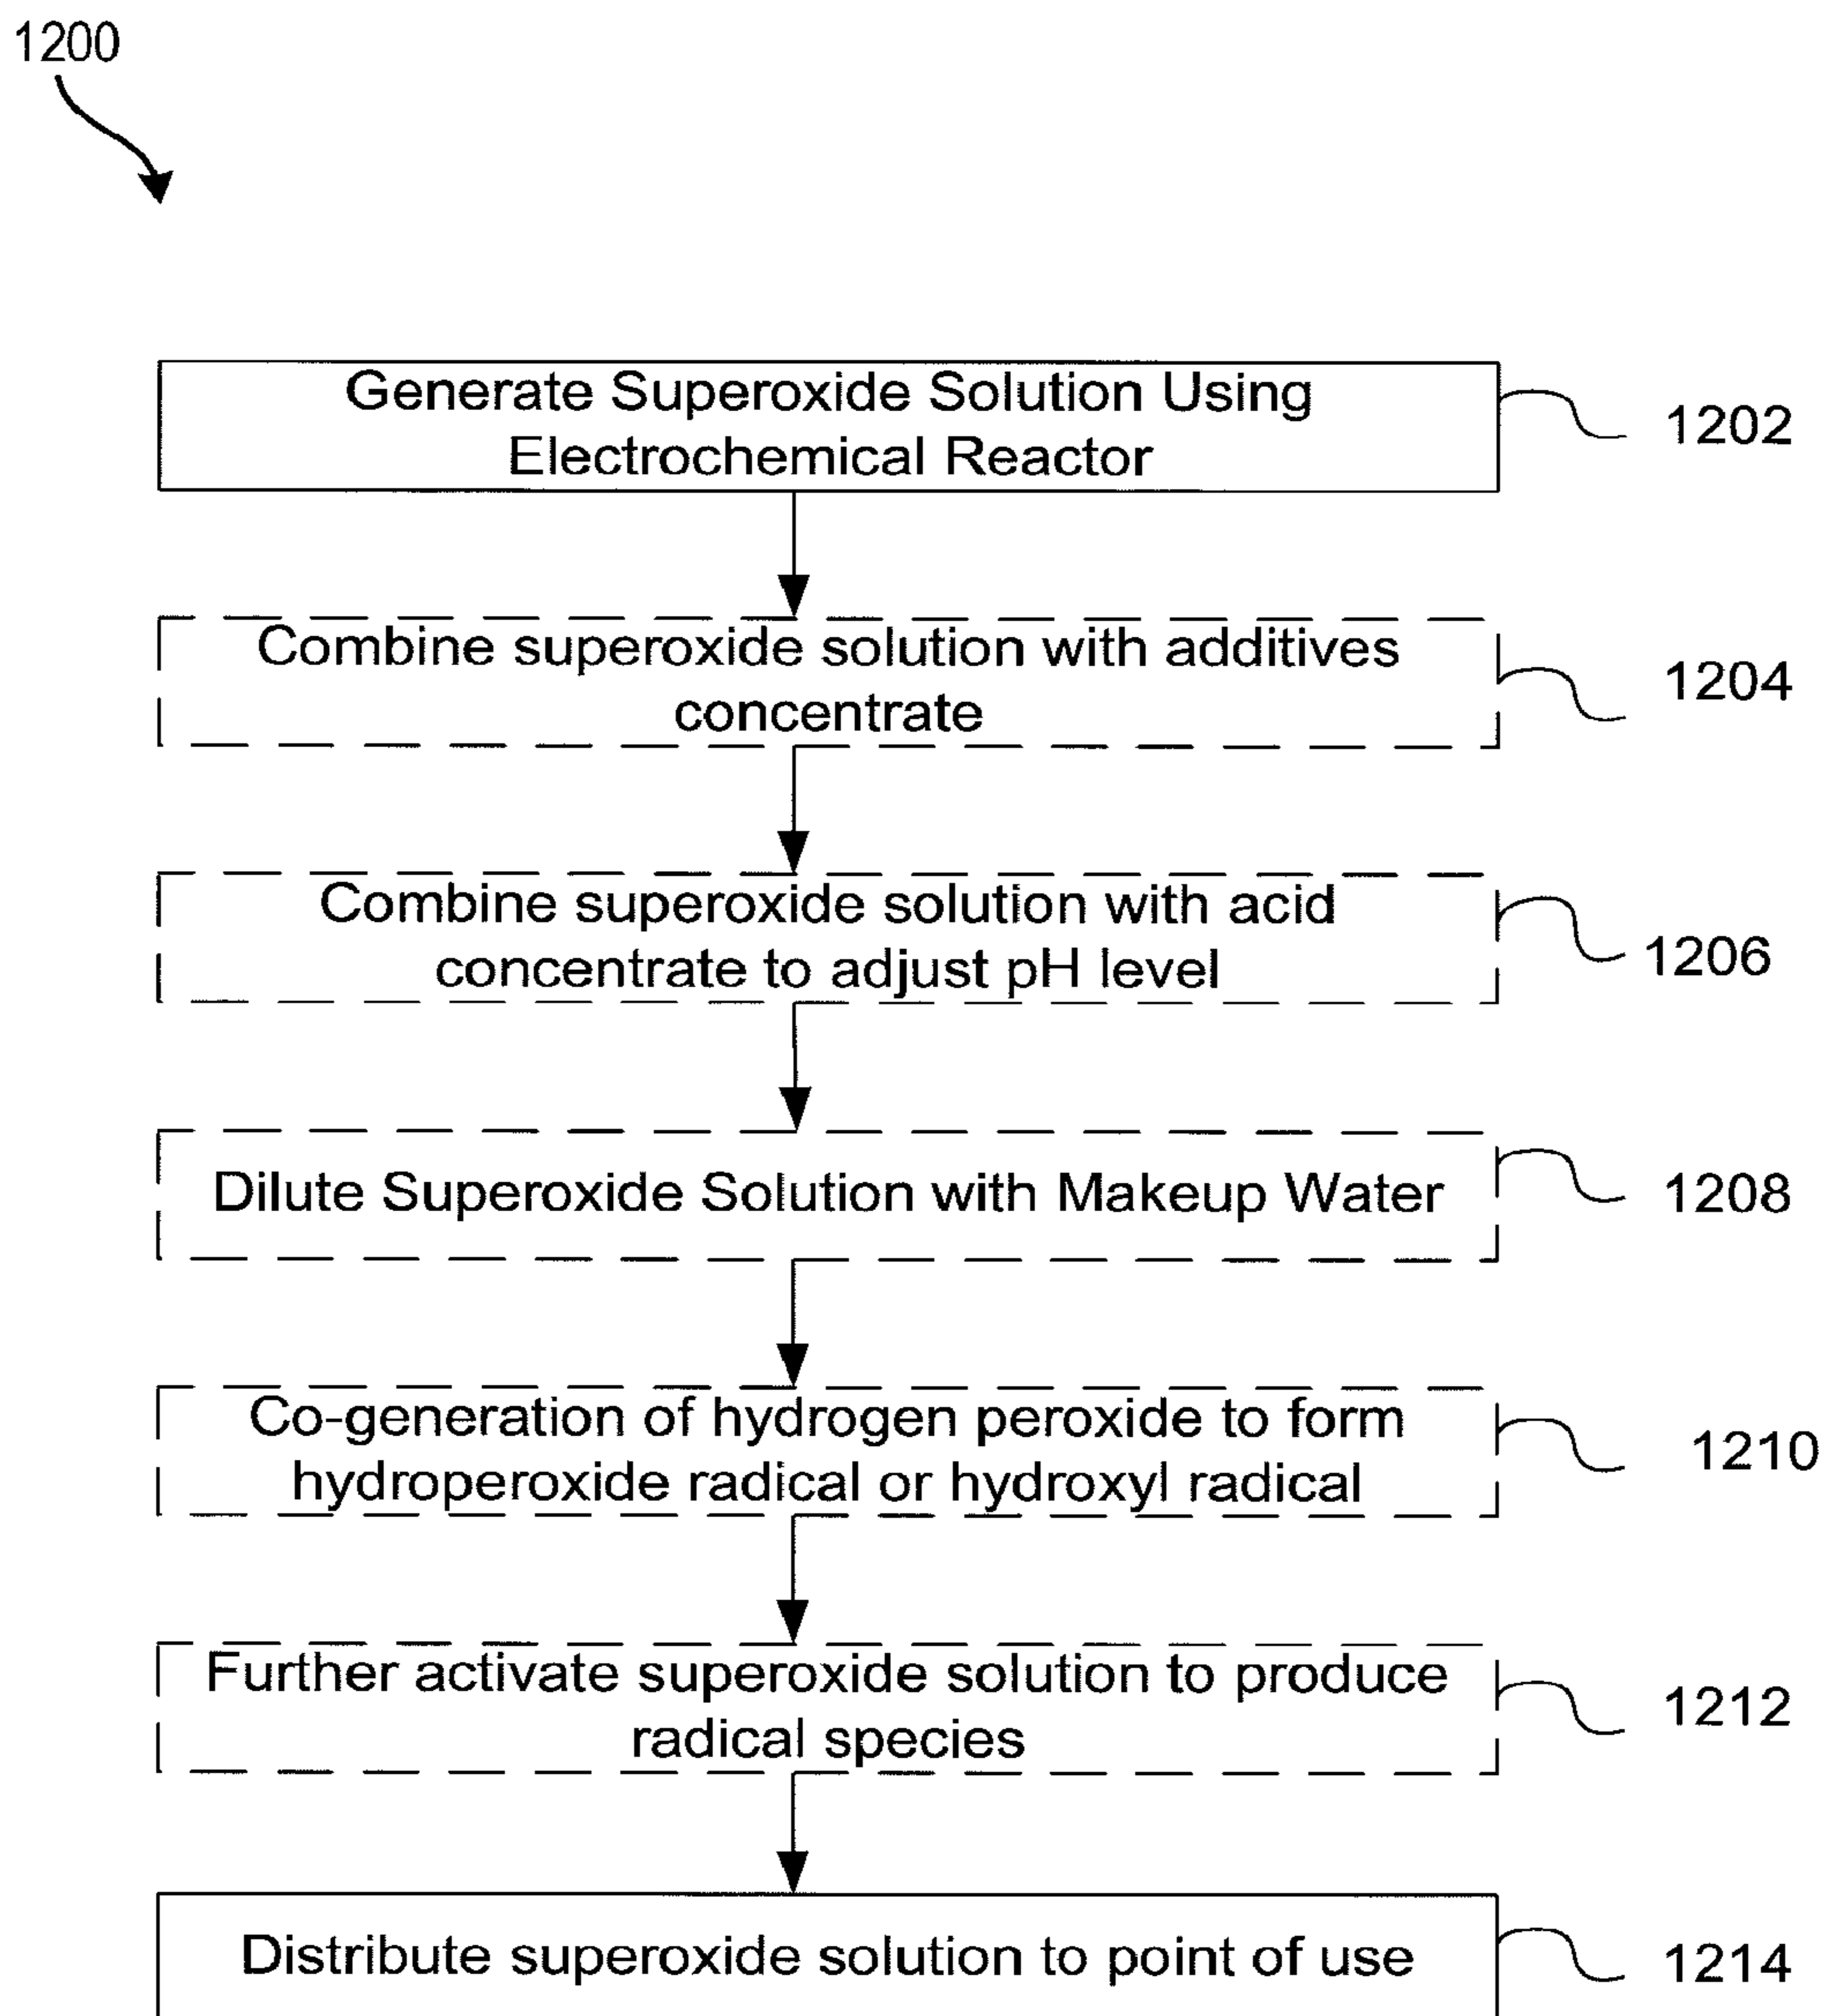 1200
Generate Superoxide Solution Using
Electrochemical Reactor
1202
Combine superoxide solution with additives
concentrate
1204
Combine superoxide solution with acid
concentrate to adjust pH level
1206
Dilute Superoxide Solution with Makeup Water
1208
Co-generation of hydrogen peroxide to form
hydroperoxide radical or hydroxyl radical
1210
Further activate superoxide solution to produce
radical species
1212
Distribute superoxide solution to point of use
1214